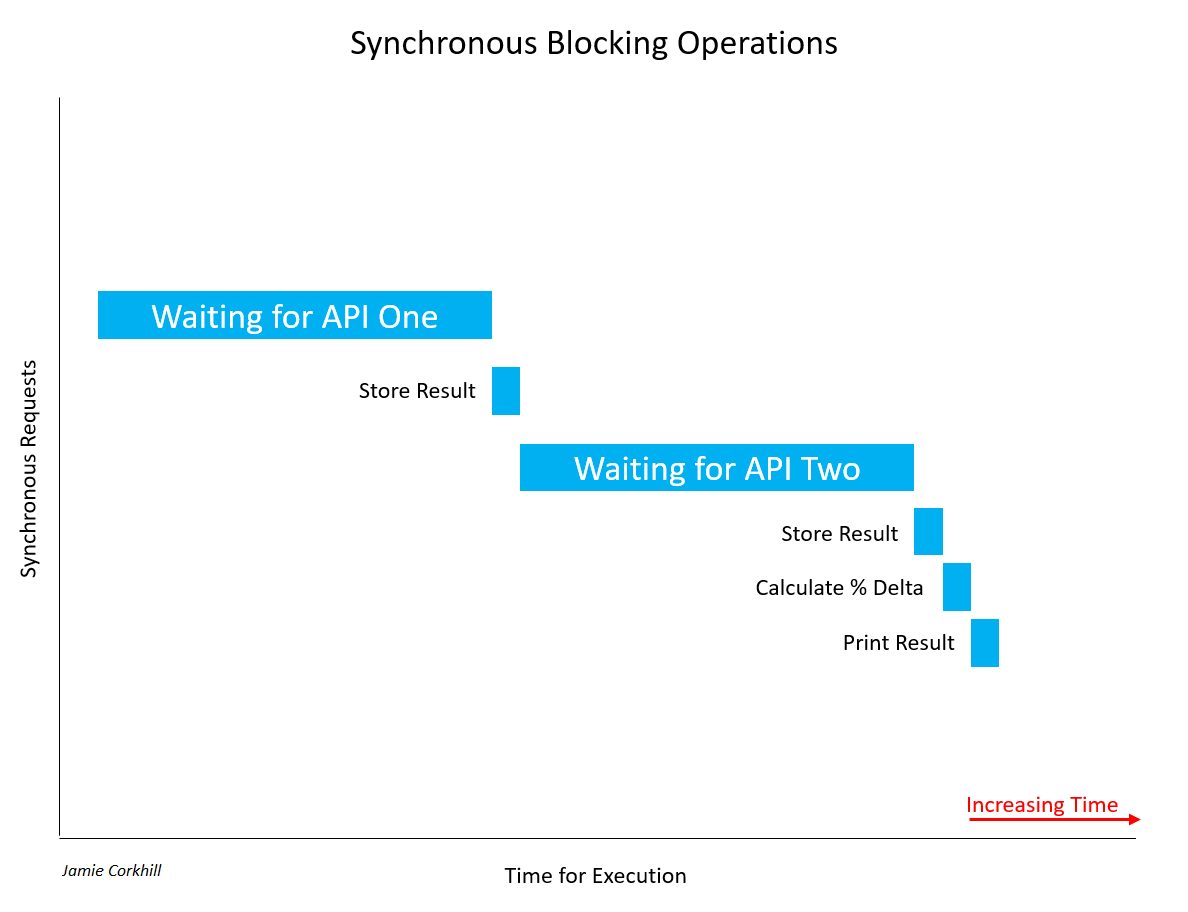 Synchronous Blocking Operations
Synchronous Requests
Waiting for API One
Store Result
Waiting for API Two
Store Result
Calculate % Delta
Print Result
Increasing Time
Jamie Corkhill
Time for Execution